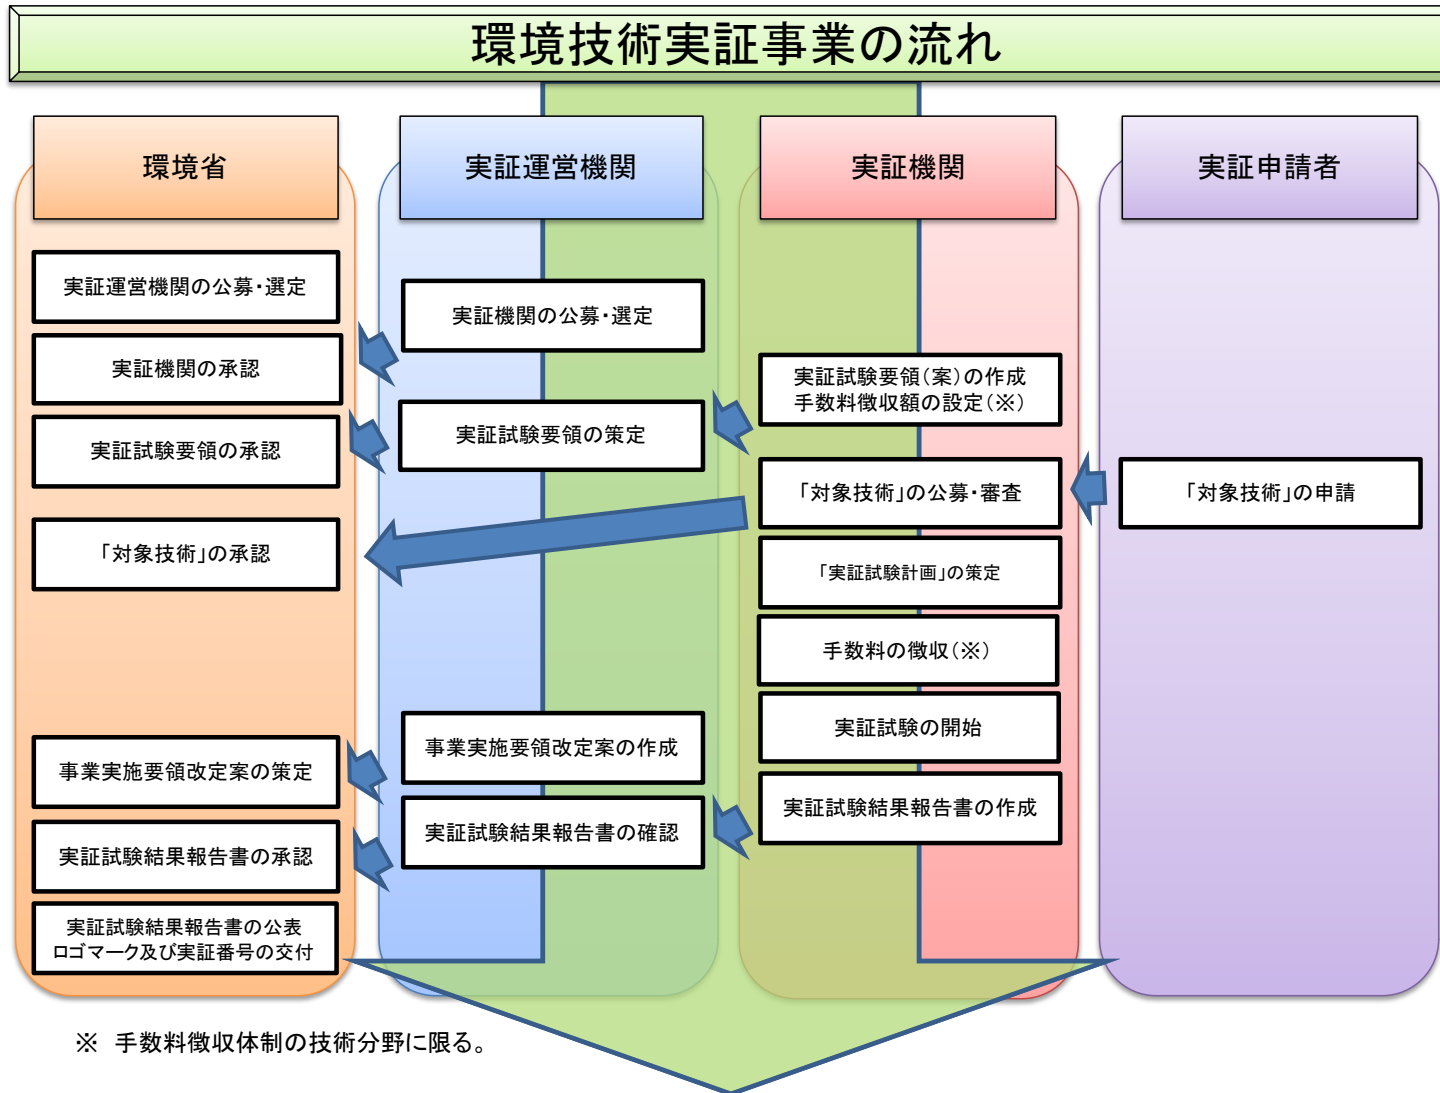 環境技術実証事業の流れ
環境省
実証運営機関の公募・選定
実証機関の承認
実証試験要領の承認
「対象技術」の承認
事業実施要領改定案の策定
実証試験結果報告書の承認
実証試験結果報告書の公表
ロゴマーク及び実証番号の交付
実証運営機関
実証機関の公募・選定
実証試験要領の策定
事業実施要領改定案の作成
実証試験結果報告書の確認
実証機関
実証試験要領(案)の作成
手数料徴収額の設定(※)
「対象技術」の公募・審査
「実証試験計画」の策定
手数料の徴収(※)
実証試験の開始
実証試験結果報告書の作成
実証申請者
「対象技術」の申請
※ 手数料徴収体制の技術分野に限る。